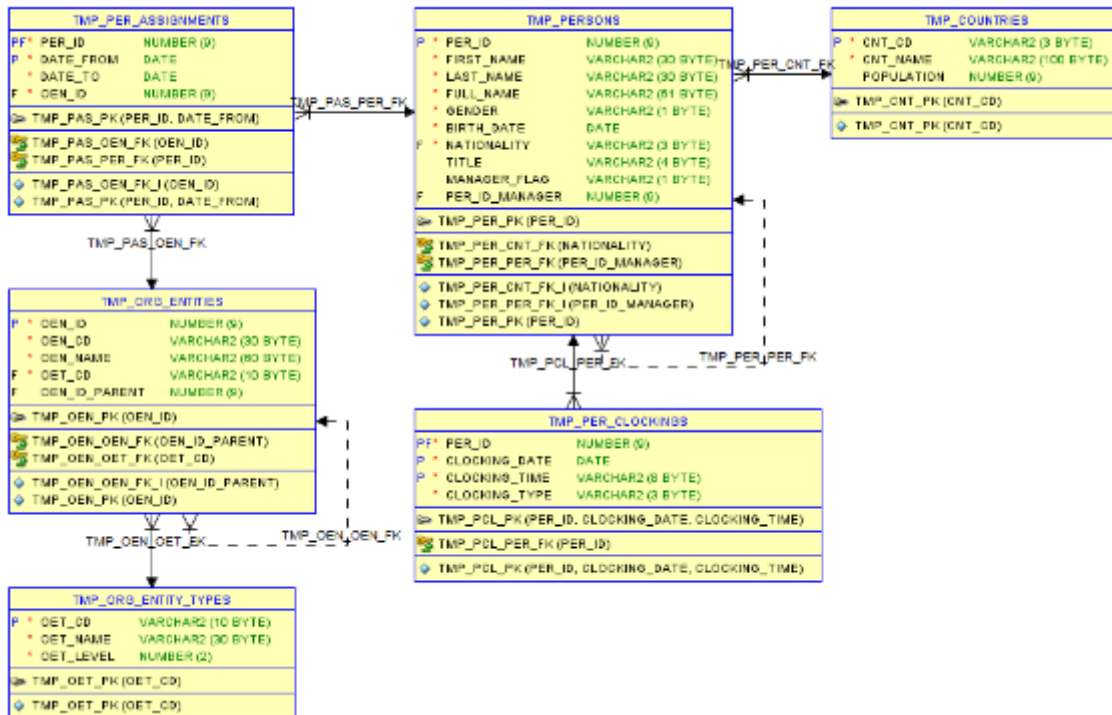 TMP_PER_ASSIGNMENTS
PF* PER_ID NUMBER (9)
P * DATE_FROM DATE
* DATE_TO DATE
F * OEN_ID NUMBER (9)
TMP_PAS_PK (PER_ID, DATE_FROM)
TMP_PAS_OEN_FK (OEN_ID)
TMP_PAS_PER_FK (PER_ID)
TMP_PAS_OEN_FK_I (OEN_ID)
TMP_PAS_PK (PER_ID, DATE_FROM)
TMP_PAS_PER_FK
TMP_PERSONS
P * PER_ID NUMBER (9)
* FIRST_NAME VARCHAR2 (30 BYTE)
* LAST_NAME VARCHAR2 (30 BYTE)
* FULL_NAME VARCHAR2 (61 BYTE)
* GENDER VARCHAR2 (1 BYTE)
* BIRTH_DATE DATE
F * NATIONALITY VARCHAR2 (3 BYTE)
TITLE VARCHAR2 (4 BYTE)
MANAGER_FLAG VARCHAR2 (1 BYTE)
F PER_ID_MANAGER NUMBER (9)
TMP_PER_PK (PER_ID)
TMP_PER_CNT_FK (NATIONALITY)
TMP_PER_PER_FK (PER_ID_MANAGER)
TMP_PER_CNT_FK_I (NATIONALITY)
TMP_PER_PER_FK_I (PER_ID_MANAGER)
TMP_PER_PK (PER_ID)
TMP_PER_CNT_FK
TMP_COUNTRIES
P * CNT_CD VARCHAR2 (3 BYTE)
* CNT_NAME VARCHAR2 (100 BYTE)
POPULATION NUMBER (9)
TMP_CNT_PK (CNT_CD)
TMP_CNT_PK (CNT_CD)
TMP_PAS_OEN_FK
TMP_ORG_ENTITIES
P * OEN_ID NUMBER (9)
* OEN_CD VARCHAR2 (30 BYTE)
* OEN_NAME VARCHAR2 (60 BYTE)
F * OET_CD VARCHAR2 (10 BYTE)
F OEN_ID_PARENT NUMBER (9)
TMP_OEN_PK (OEN_ID)
TMP_OEN_OEN_FK (OEN_ID_PARENT)
TMP_OEN_OET_FK (OET_CD)
TMP_OEN_OEN_FK_I (OEN_ID_PARENT)
TMP_OEN_PK (OEN_ID)
TMP_PCL_PER_FK
TMP_PER_PER_FK
TMP_PER_CLOCKINGS
PF* PER_ID NUMBER (9)
P * CLOCKING_DATE DATE
P * CLOCKING_TIME VARCHAR2 (8 BYTE)
* CLOCKING_TYPE VARCHAR2 (3 BYTE)
TMP_PCL_PK (PER_ID, CLOCKING_DATE, CLOCKING_TIME)
TMP_PCL_PER_FK (PER_ID)
TMP_PCL_PK (PER_ID, CLOCKING_DATE, CLOCKING_TIME)
TMP_OEN_OET_FK
TMP_OEN_OEN_FK
TMP_ORG_ENTITY_TYPES
P * OET_CD VARCHAR2 (10 BYTE)
* OET_NAME VARCHAR2 (30 BYTE)
* OET_LEVEL NUMBER (2)
TMP_OET_PK (OET_CD)
TMP_OET_PK (OET_CD)